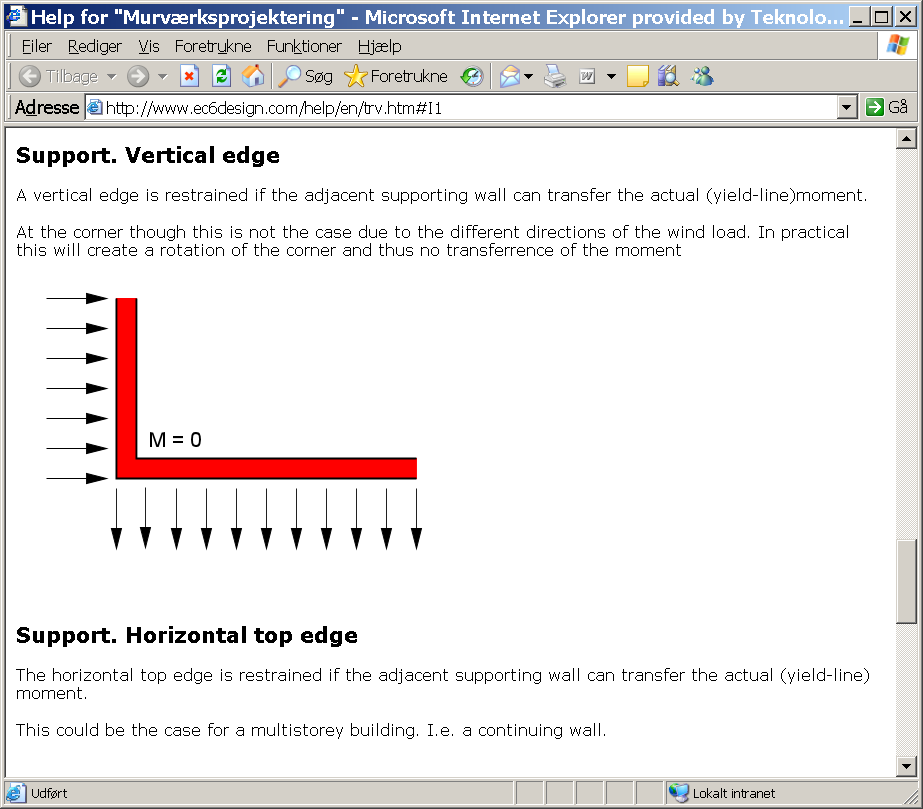 Help for "Murværksprojektering" - Microsoft Internet Explorer provided by Teknolo...
Eiler Rediger Vis Foretrukne Funktioner Hjælp
Tilbage Søg Foretrukne
Adresse http://www.ec6design.com/help/en/trv.htm#I1 Gå
Support. Vertical edge
A vertical edge is restrained if the adjacent supporting wall can transfer the actual (yield-line)moment.
At the corner though this is not the case due to the different directions of the wind load. In practical
this will create a rotation of the corner and thus no transferrence of the moment
M = 0
Support. Horizontal top edge
The horizontal top edge is restrained if the adjacent supporting wall can transfer the actual (yield-line)
moment.
This could be the case for a multistorey building. I.e. a continuing wall.
Udført Lokalt intranet